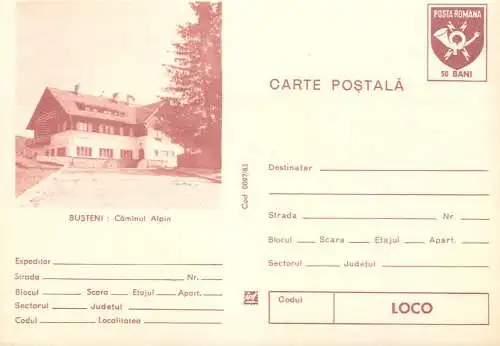 POSTA ROMANA
50 BANI
CARTE POȘTALĂ
BUȘTENI : Căminul Alpin
Expeditor
Strada Nr.
Blocul Scara Etajul Apart.
Sectorul Județul
Codul Localitatea
Cod 0097/83
Destinatar
Strada Nr.
Blocul Scara Etajul Apart.
Sectorul Județul
Codul
LOCO